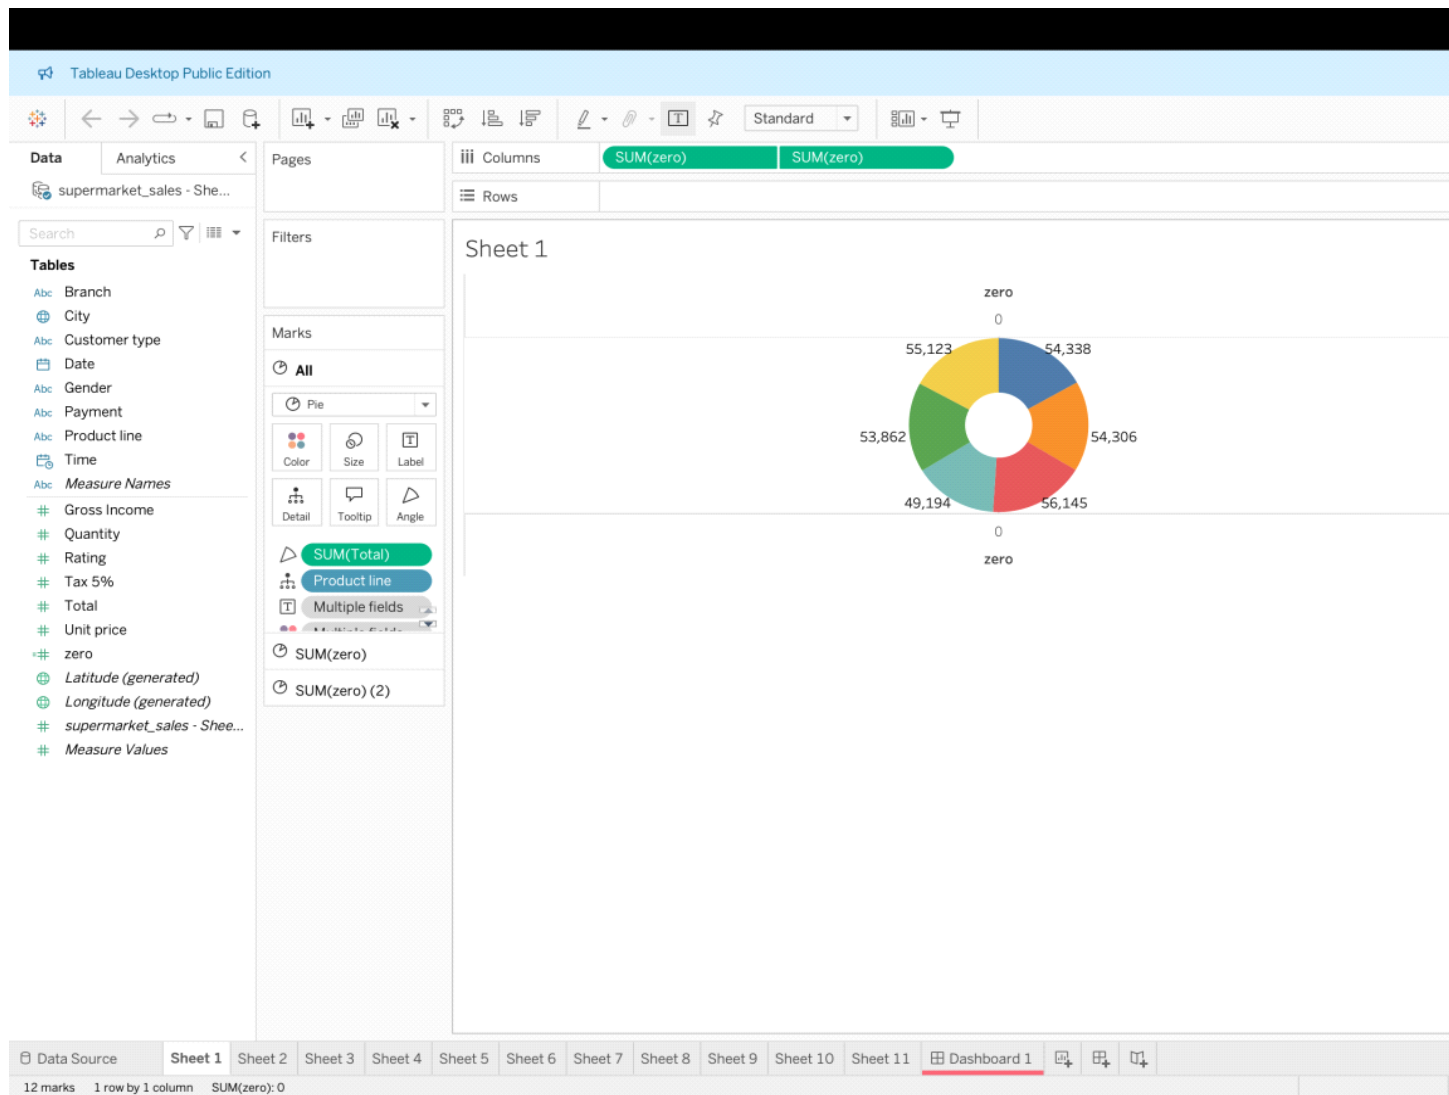 Tableau Desktop Public Edition
Standard
Data
Analytics
Pages
Columns
SUM(zero)
SUM(zero)
supermarket_sales - She...
Rows
Search
Filters
Sheet 1
Tables
Abc Branch
City
Abc Customer type
Date
Abc Gender
Abc Payment
Abc Product line
Time
Abc Measure Names
Gross Income
Quantity
Rating
Tax 5%
Total
Unit price
zero
Latitude (generated)
Longitude (generated)
supermarket_sales - Shee...
Measure Values
Marks
All
Pie
Color
Size
T
Label
Detail
Tooltip
Angle
SUM(Total)
Product line
T Multiple fields
SUM(zero)
SUM(zero) (2)
zero
0
55,123
54,338
53,862
54,306
49,194
56,145
0
zero
Data Source
Sheet 1
Sheet 2
Sheet 3
Sheet 4
Sheet 5
Sheet 6
Sheet 7
Sheet 8
Sheet 9
Sheet 10
Sheet 11
Dashboard 1
12 marks
1 row by 1 column
SUM(zero): 0